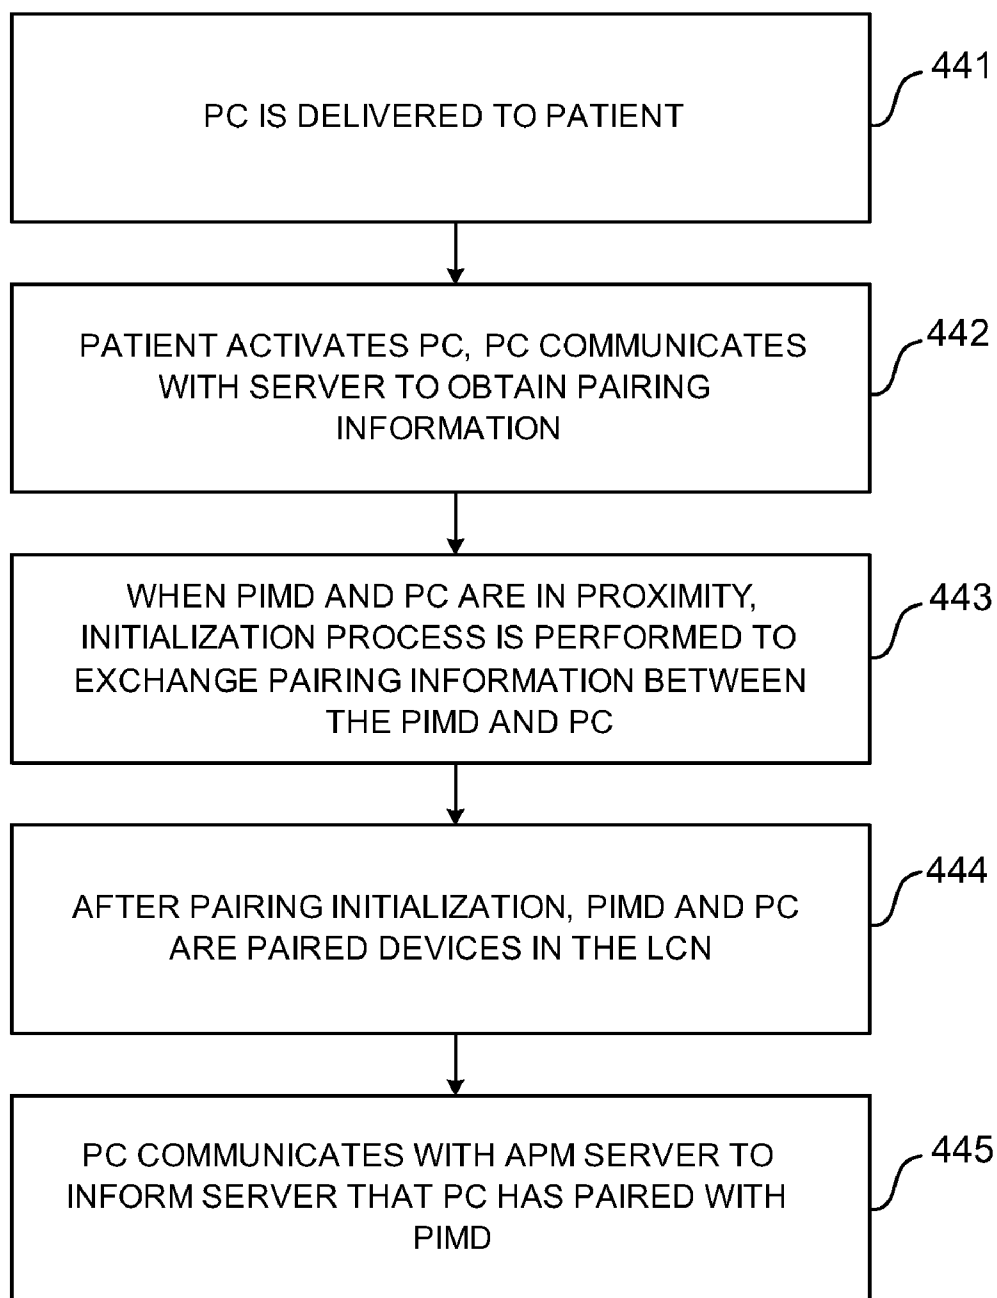 PC IS DELIVERED TO PATIENT
441
PATIENT ACTIVATES PC, PC COMMUNICATES
WITH SERVER TO OBTAIN PAIRING
INFORMATION
442
WHEN PIMD AND PC ARE IN PROXIMITY,
INITIALIZATION PROCESS IS PERFORMED TO
EXCHANGE PAIRING INFORMATION BETWEEN
THE PIMD AND PC
443
AFTER PAIRING INITIALIZATION, PIMD AND PC
ARE PAIRED DEVICES IN THE LCN
444
PC COMMUNICATES WITH APM SERVER TO
INFORM SERVER THAT PC HAS PAIRED WITH
PIMD
445